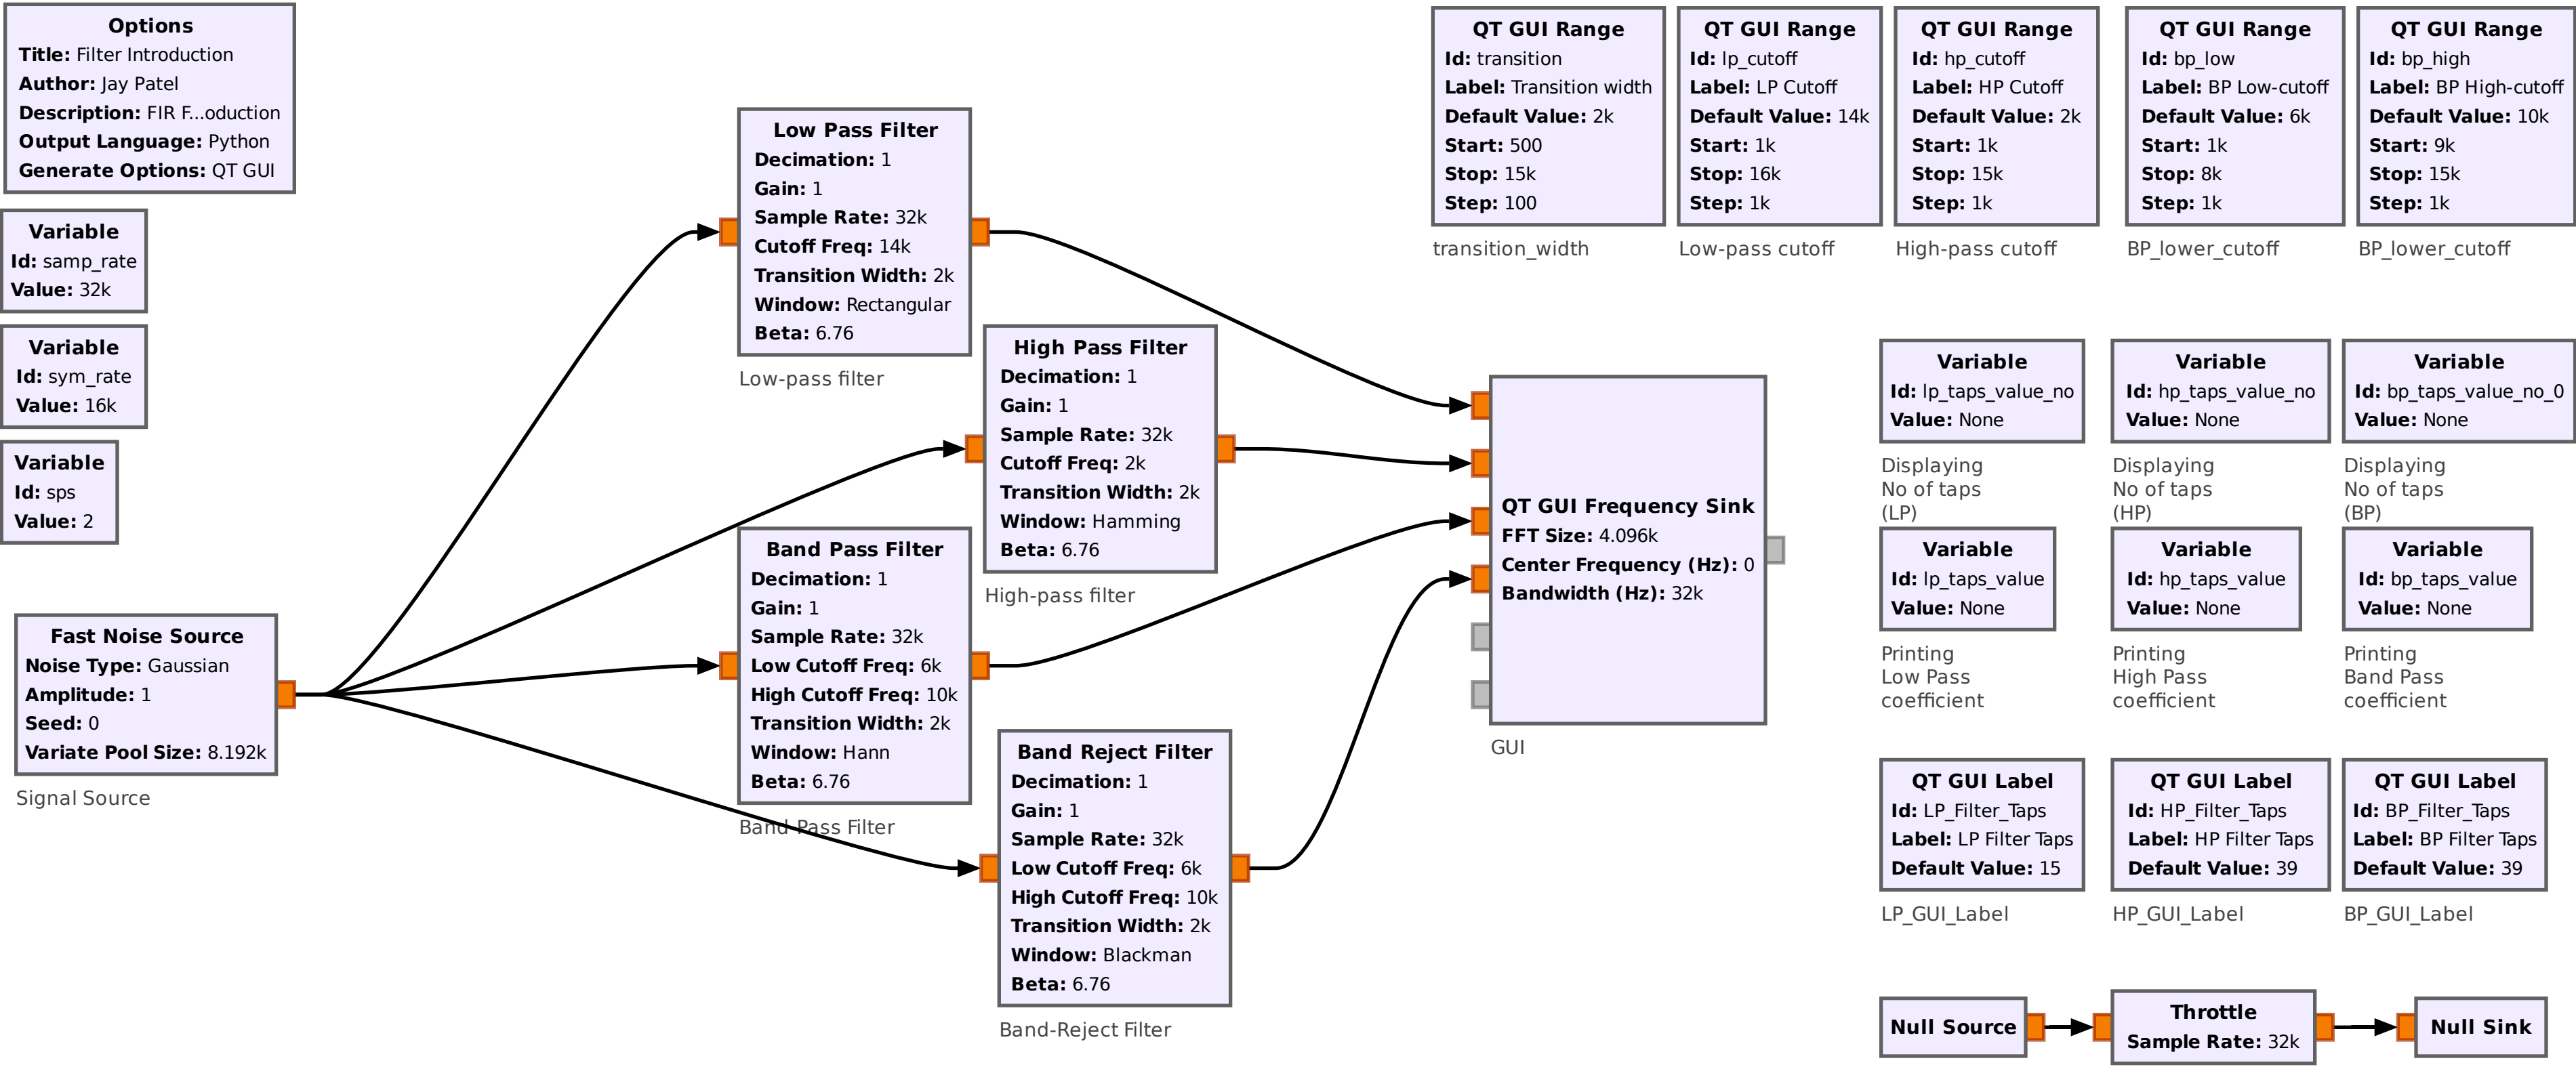 Options
Title: Filter Introduction
Author: Jay Patel
Description: FIR F...oduction
Output Language: Python
Generate Options: QT GUI
Variable
Id: samp_rate
Value: 32k
Variable
Id: sym_rate
Value: 16k
Variable
Id: sps
Value: 2
Fast Noise Source
Noise Type: Gaussian
Amplitude: 1
Seed: 0
Variate Pool Size: 8.192k
Signal Source
Low Pass Filter
Decimation: 1
Gain: 1
Sample Rate: 32k
Cutoff Freq: 14k
Transition Width: 2k
Window: Rectangular
Beta: 6.76
Low-pass filter
High Pass Filter
Decimation: 1
Gain: 1
Sample Rate: 32k
Cutoff Freq: 2k
Transition Width: 2k
Window: Hamming
Beta: 6.76
High-pass filter
Band Pass Filter
Decimation: 1
Gain: 1
Sample Rate: 32k
Low Cutoff Freq: 6k
High Cutoff Freq: 10k
Transition Width: 2k
Window: Hann
Beta: 6.76
Band-Pass Filter
Band Reject Filter
Decimation: 1
Gain: 1
Sample Rate: 32k
Low Cutoff Freq: 6k
High Cutoff Freq: 10k
Transition Width: 2k
Window: Blackman
Beta: 6.76
Band-Reject Filter
QT GUI Frequency Sink
FFT Size: 4.096k
Center Frequency (Hz): 0
Bandwidth (Hz): 32k
GUI
QT GUI Range
Id: transition
Label: Transition width
Default Value: 2k
Start: 500
Stop: 15k
Step: 100
transition_width
QT GUI Range
Id: lp_cutoff
Label: LP Cutoff
Default Value: 14k
Start: 1k
Stop: 16k
Step: 1k
Low-pass cutoff
QT GUI Range
Id: hp_cutoff
Label: HP Cutoff
Default Value: 2k
Start: 1k
Stop: 15k
Step: 1k
High-pass cutoff
QT GUI Range
Id: bp_low
Label: BP Low-cutoff
Default Value: 6k
Start: 1k
Stop: 8k
Step: 1k
BP_lower_cutoff
QT GUI Range
Id: bp_high
Label: BP High-cutoff
Default Value: 10k
Start: 9k
Stop: 15k
Step: 1k
BP_lower_cutoff
Variable
Id: lp_taps_value_no
Value: None
Displaying
No of taps
(LP)
Variable
Id: hp_taps_value_no
Value: None
Displaying
No of taps
(HP)
Variable
Id: bp_taps_value_no_0
Value: None
Displaying
No of taps
(BP)
Variable
Id: lp_taps_value
Value: None
Printing
Low Pass
coefficient
Variable
Id: hp_taps_value
Value: None
Printing
High Pass
coefficient
Variable
Id: bp_taps_value
Value: None
Printing
Band Pass
coefficient
QT GUI Label
Id: LP_Filter_Taps
Label: LP Filter Taps
Default Value: 15
LP_GUI_Label
QT GUI Label
Id: HP_Filter_Taps
Label: HP Filter Taps
Default Value: 39
HP_GUI_Label
QT GUI Label
Id: BP_Filter_Taps
Label: BP Filter Taps
Default Value: 39
BP_GUI_Label
Null Source
Throttle
Sample Rate: 32k
Null Sink